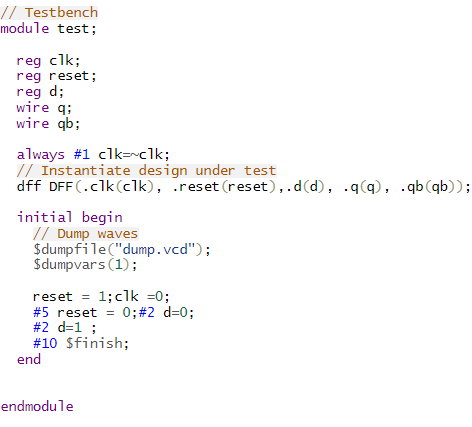 // Testbench
module test;
reg clk;
reg reset;
reg d;
wire q;
wire qb;
always #1 clk=~clk;
// Instantiate design under test
dff DFF(.clk(clk), .reset(reset),.d(d), .q(q), .qb(qb));
initial begin
// Dump waves
$dumpfile("dump.vcd");
$dumpvars(1);
reset = 1;clk =0;
#5 reset = 0;#2 d=0;
#2 d=1 ;
#10 $finish;
end
endmodule